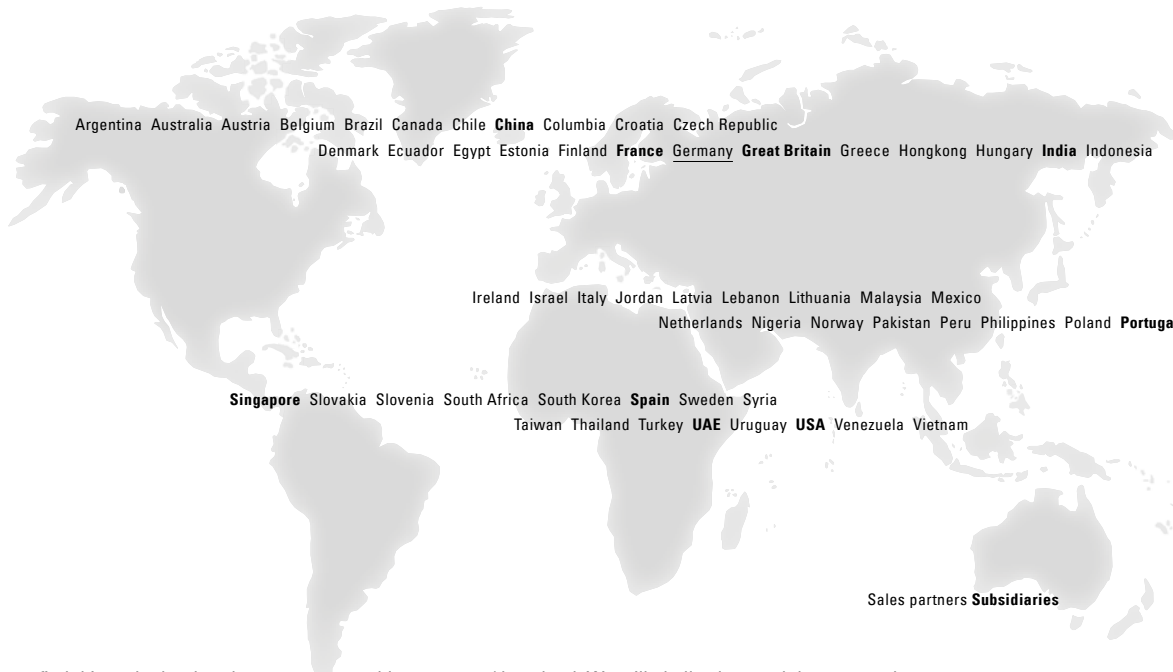 Argentina Australia Austria Belgium Brazil Canada Chile China Columbia Croatia Czech Republic
Denmark Ecuador Egypt Estonia Finland France Germany Great Britain Greece Hongkong Hungary India Indonesia
Ireland Israel Italy Jordan Latvia Lebanon Lithuania Malaysia Mexico
Netherlands Nigeria Norway Pakistan Peru Philippines Poland Portuga
Singapore Slovakia Slovenia South Africa South Korea Spain Sweden Syria
Taiwan Thailand Turkey UAE Uruguay USA Venezuela Vietnam
Sales partners Subsidiaries